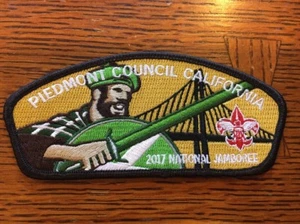 PIEDMONT COUNCIL CALIFORNIA
2017 NATIONAL JAMBOREE